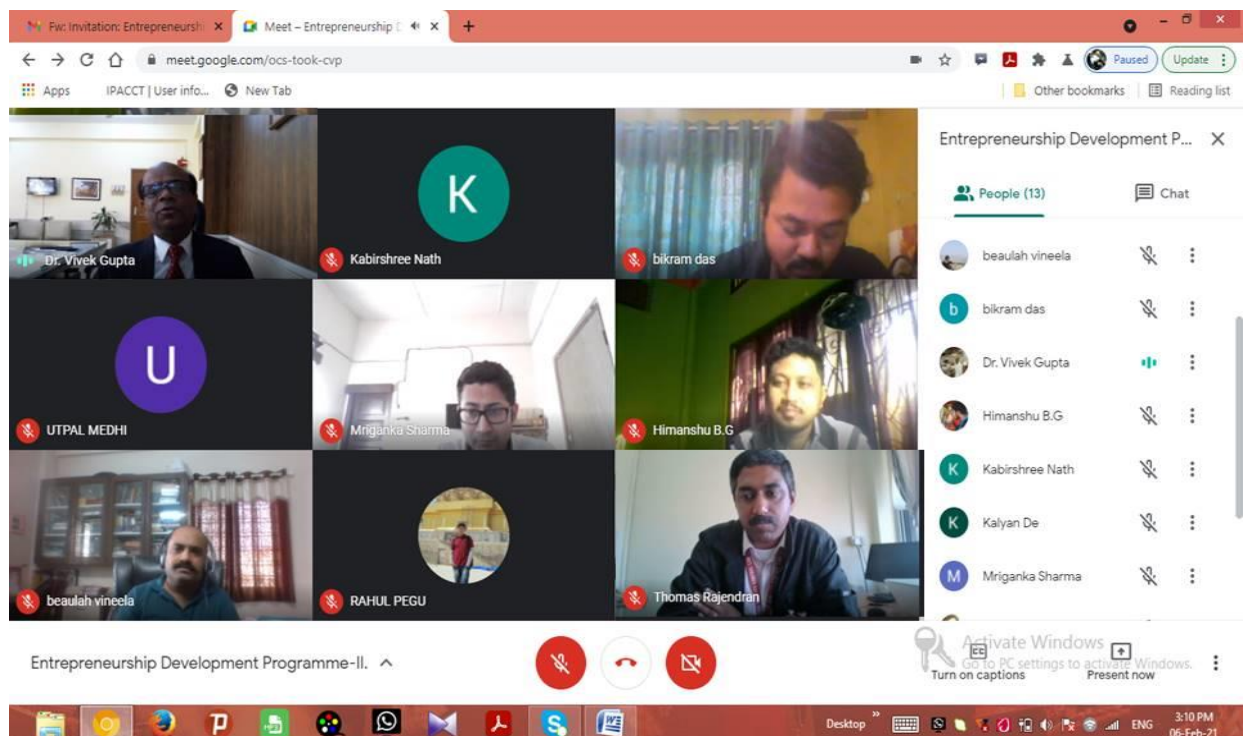 Fw: Invitation: Entrepreneursh
Meet – Entrepreneurship D
meet.google.com/ocs-took-cvp
Paused
Update
Apps
IPACCT | User info...
New Tab
Other bookmarks
Reading list
Dr. Vivek Gupta
K
Kabirshree Nath
bikram das
U
UTPAL MEDHI
Mriganka Sharma
Himanshu B.G
beaulah vineela
RAHUL PEGU
Thomas Rajendran
Entrepreneurship Development P...
People (13)
Chat
beaulah vineela
b
bikram das
Dr. Vivek Gupta
Himanshu B.G
K
Kabirshree Nath
K
Kalyan De
M
Mriganka Sharma
Entrepreneurship Development Programme-II.
Activate Windows
Go to PC settings to activate Windows.
CC
Turn on captions
Present now
Desktop
ENG
3:10 PM
06-Feb-21